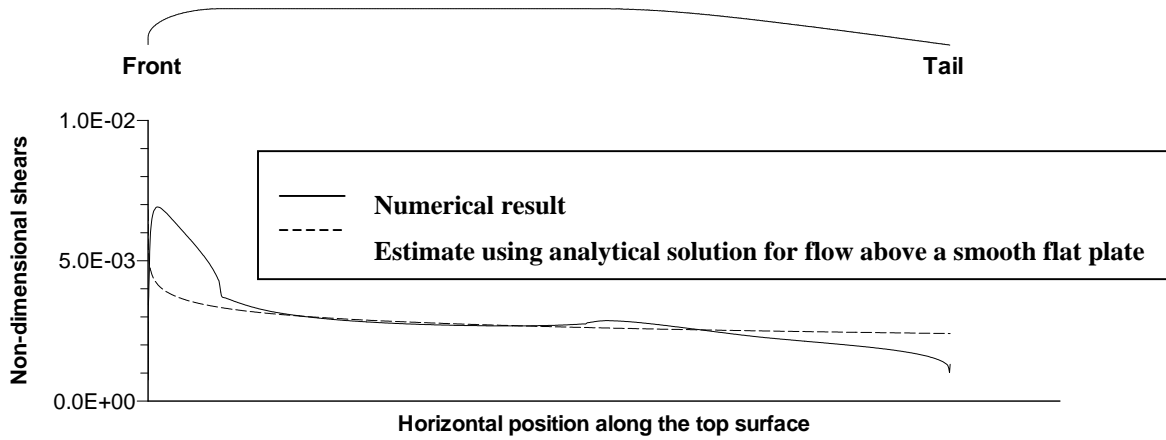 Front
Tail
Non-dimensional shears
1.0E-02
5.0E-03
0.0E+00
Numerical result
Estimate using analytical solution for flow above a smooth flat plate
Horizontal position along the top surface